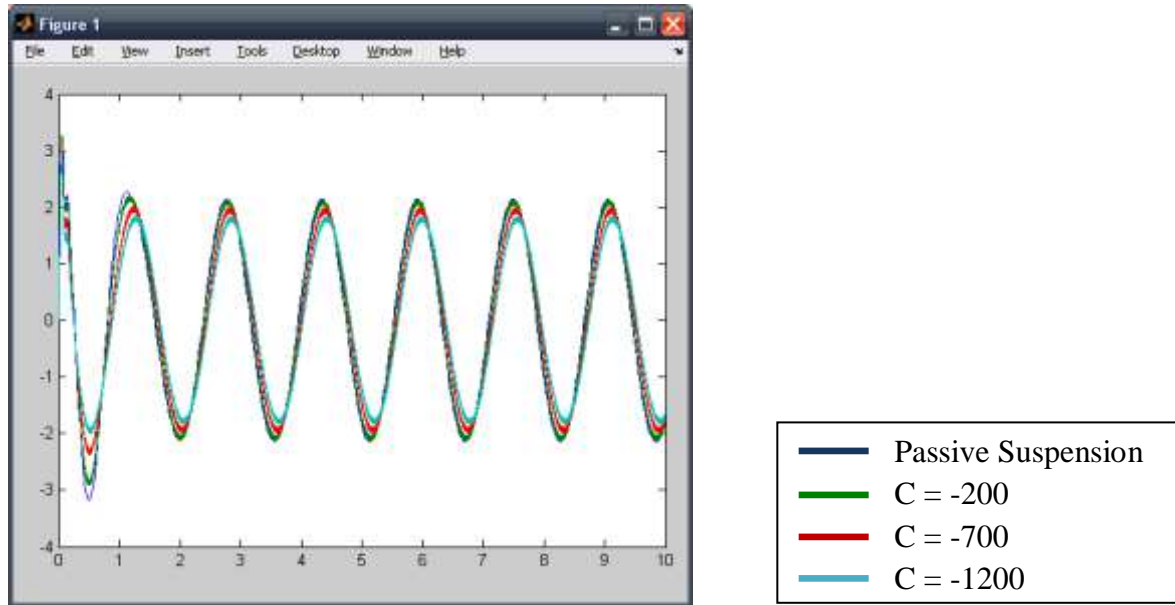 Figure 1
File Edit View Insert Tools Desktop Window Help
4
3
2
1
0
-1
-2
-3
-4
0 1 2 3 4 5 6 7 8 9 10
Passive Suspension
C = -200
C = -700
C = -1200